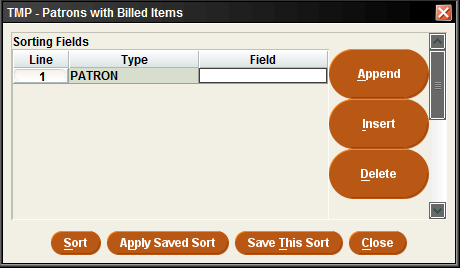 TMP - Patrons with Billed Items
Sorting Fields
Line Type Field
1 PATRON
Append
Insert
Delete
Sort Apply Saved Sort Save This Sort Close